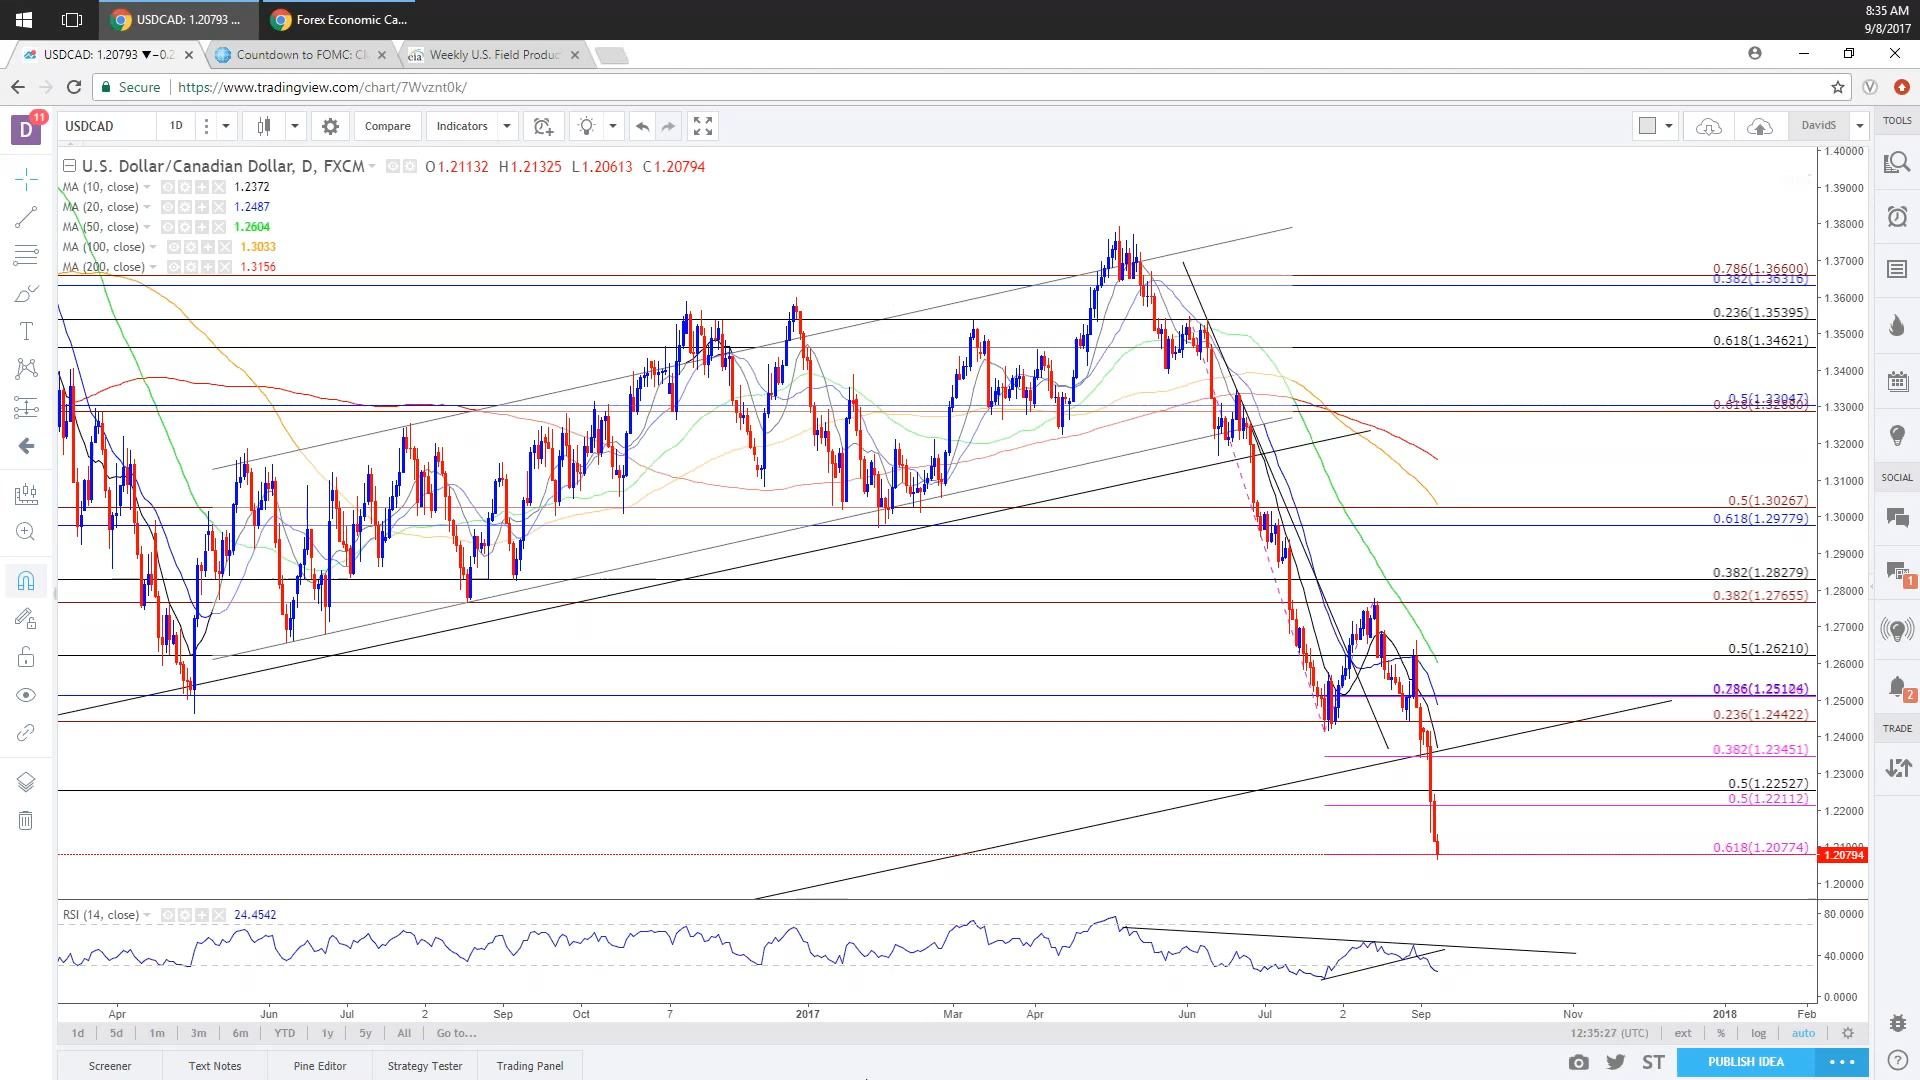 USDCAD: 1.20793 ...
Forex Economic Ca...
8:35 AM
9/8/2017
USDCAD: 1.20793 ▼−0.2
Countdown to FOMC: C
Weekly U.S. Field Produc
Secure
https://www.tradingview.com/chart/7Wvznt0k/
D
11
USDCAD
1D
Compare
Indicators
DavidS
TOOLS
U.S. Dollar/Canadian Dollar, D, FXCM
O1.21132 H1.21325 L1.20613 C1.20794
MA (10, close) 1.2372
MA (20, close) 1.2487
MA (50, close) 1.2604
MA (100, close) 1.3033
MA (200, close) 1.3156
0.786(1.36600)
0.382(1.36316)
0.236(1.35395)
0.618(1.34621)
0.5(1.33047)
0.5(1.30267)
0.618(1.29779)
0.382(1.28279)
0.382(1.27655)
0.5(1.26210)
0.236(1.24422)
0.382(1.23451)
0.5(1.22527)
0.5(1.22112)
0.618(1.20774)
1.40000
1.39000
1.38000
1.37000
1.36000
1.35000
1.34000
1.33000
1.32000
1.31000
1.30000
1.29000
1.28000
1.27000
1.26000
1.25000
1.24000
1.23000
1.22000
1.20794
1.20000
SOCIAL
1
2
TRADE
RSI (14, close) 24.4542
80.0000
40.0000
0.0000
Apr Jun Jul 2 Sep Oct 7 2017 Mar Apr Jun Jul 2 Sep Nov 2018 Feb
1d 5d 1m 3m 6m YTD 1y 5y All Go to...
12:35:27 (UTC) ext % log auto
Screener Text Notes Pine Editor Strategy Tester Trading Panel
ST
PUBLISH IDEA